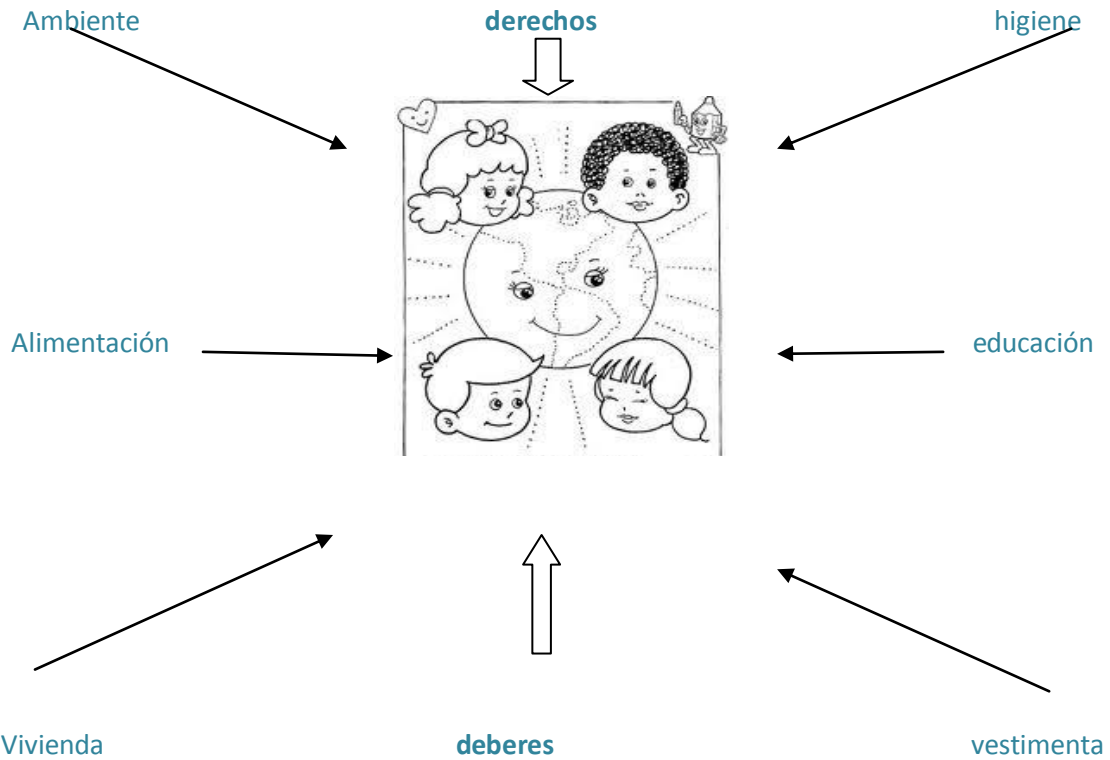 Ambiente
derechos
higiene
Alimentación
educación
Vivienda
deberes
vestimenta